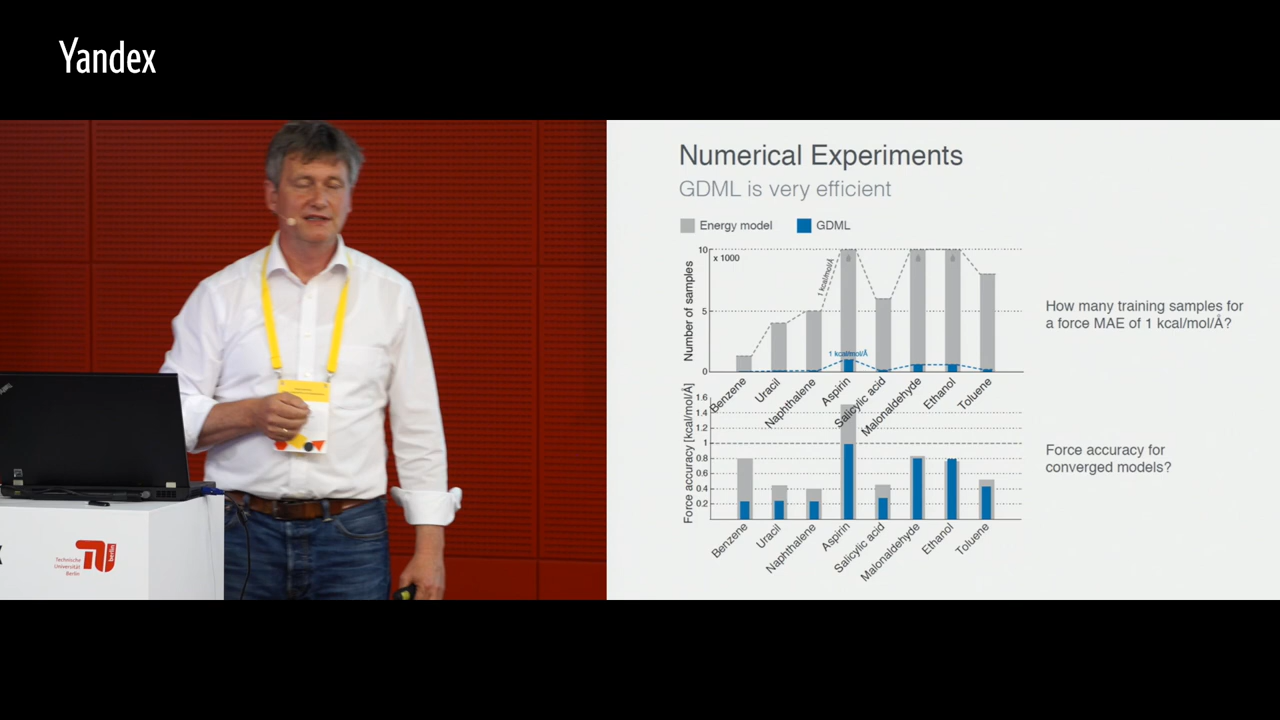 Yandex
Technische
Universität
Berlin
berlin
Numerical Experiments
GDML is very efficient
Energy model
GDML
Number of samples
10
5
0
x 1000
1 kcal/mol/Å
1 kcal/mol/Å
Benzene
Uracil
Naphthalene
Aspirin
Salicylic acid
Malonaldehyde
Ethanol
Toluene
How many training samples for
a force MAE of 1 kcal/mol/Å?
Force accuracy [kcal/mol/Å]
1.6
1.4
1.2
1
0.8
0.6
0.4
0.2
Benzene
Uracil
Naphthalene
Aspirin
Salicylic acid
Malonaldehyde
Ethanol
Toluene
Force accuracy for
converged models?